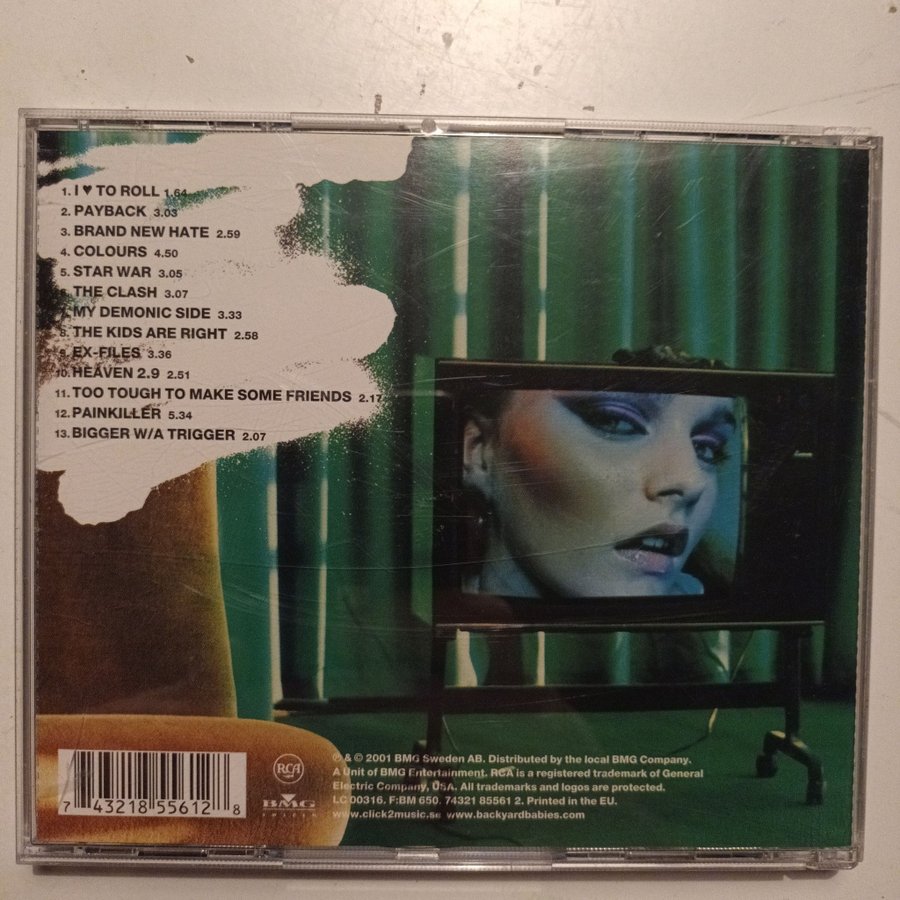 1. I ♥ TO ROLL 1.64
2. PAYBACK 3.03
3. BRAND NEW HATE 2.59
4. COLOURS 4.50
5. STAR WAR 3.05
6. THE CLASH 3.07
7. MY DEMONIC SIDE 3.33
8. THE KIDS ARE RIGHT 2.58
9. EX-FILES 3.36
10. HEAVEN 2.9 2.51
11. TOO TOUGH TO MAKE SOME FRIENDS 2.17
12. PAINKILLER 5.34
13. BIGGER W/A TRIGGER 2.07
7 43218 55612 8
RCA
BMG
SWEDEN
℗ & © 2001 BMG Sweden AB. Distributed by the local BMG Company.
A Unit of BMG Entertainment. RCA is a registered trademark of General
Electric Company, USA. All trademarks and logos are protected.
LC 00316. F:BM 650. 74321 85561 2. Printed in the EU.
www.click2music.se www.backyardbabies.com